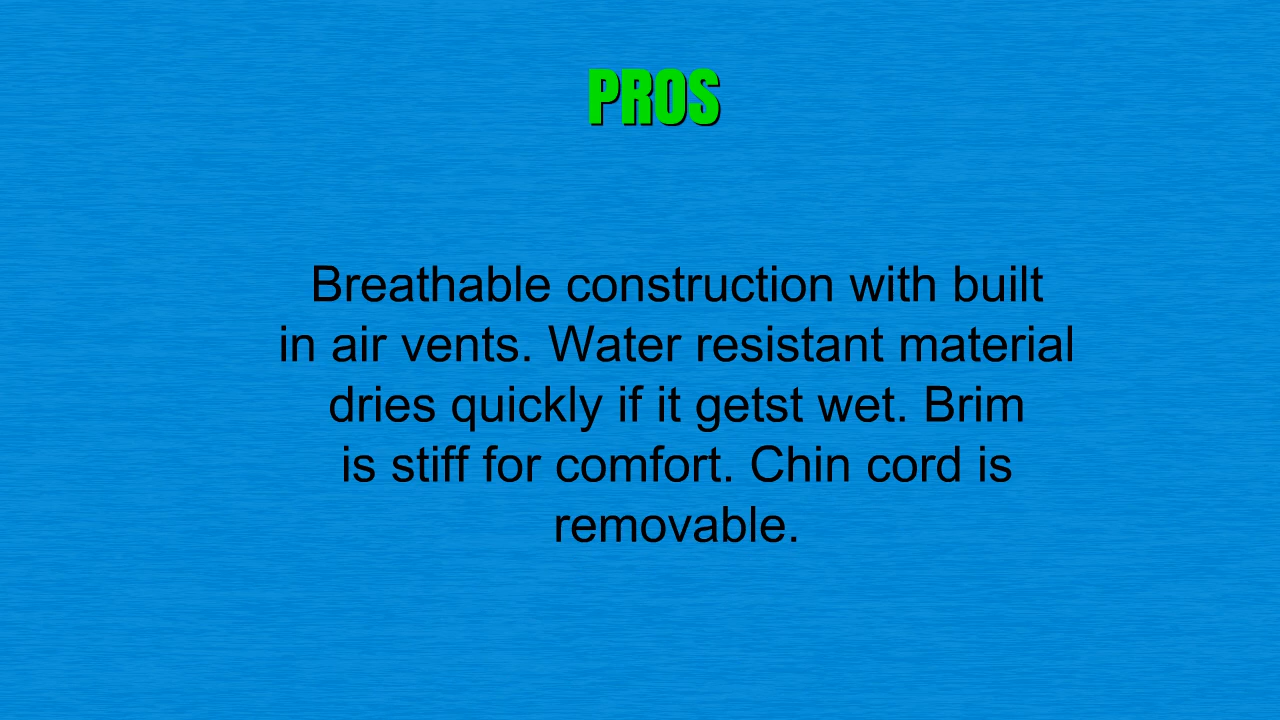 PROS
Breathable construction with built
in air vents. Water resistant material
dries quickly if it getst wet. Brim
is stiff for comfort. Chin cord is
removable.